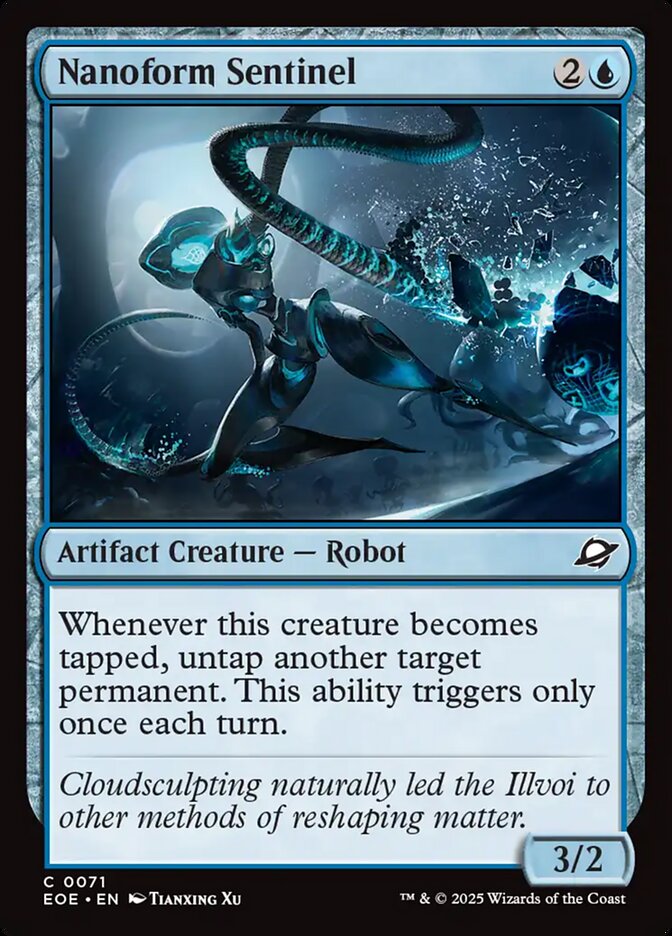 Nanoform Sentinel 2
Artifact Creature — Robot
Whenever this creature becomes
tapped, untap another target
permanent. This ability triggers only
once each turn.
Cloudsculpting naturally led the Illvoi to
other methods of reshaping matter.
3/2
C 0071
EOE • EN Tianxing Xu
™ & © 2025 Wizards of the Coast